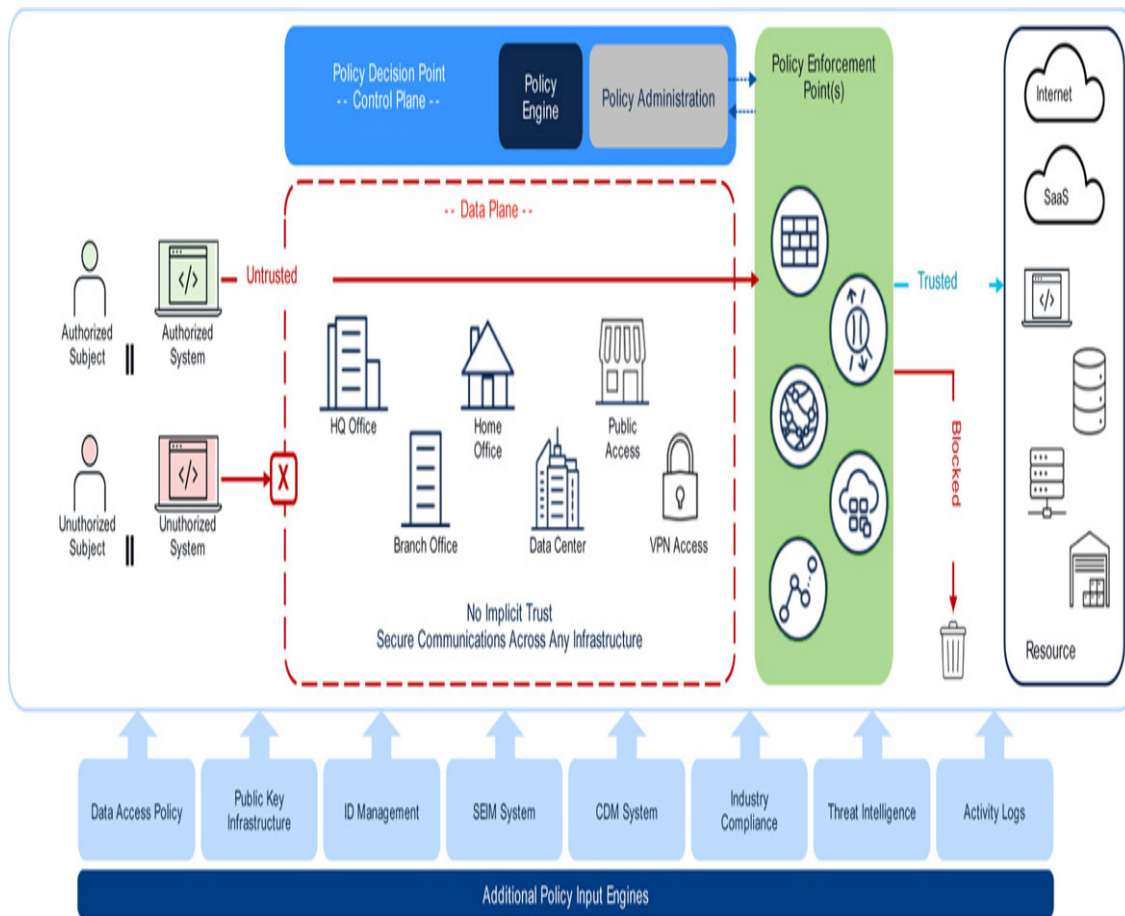 Policy Decision Point
-- Control Plane --
Policy
Engine
Policy Administration
Policy Enforcement
Point(s)
Internet
SaaS
-- Data Plane --
Untrusted
Trusted
Authorized
Subject
Authorized
System
HQ Office
Home
Office
Public
Access
Blocked
X
Unuthorized
Subject
Unuthorized
System
Branch Office
Data Center
VPN Access
No Implicit Trust
Secure Communications Across Any Infrastructure
Resource
Data Access Policy
Public Key
Infrastructure
ID Management
SEIM System
CDM System
Industry
Compliance
Threat Intelligence
Activity Logs
Additional Policy Input Engines